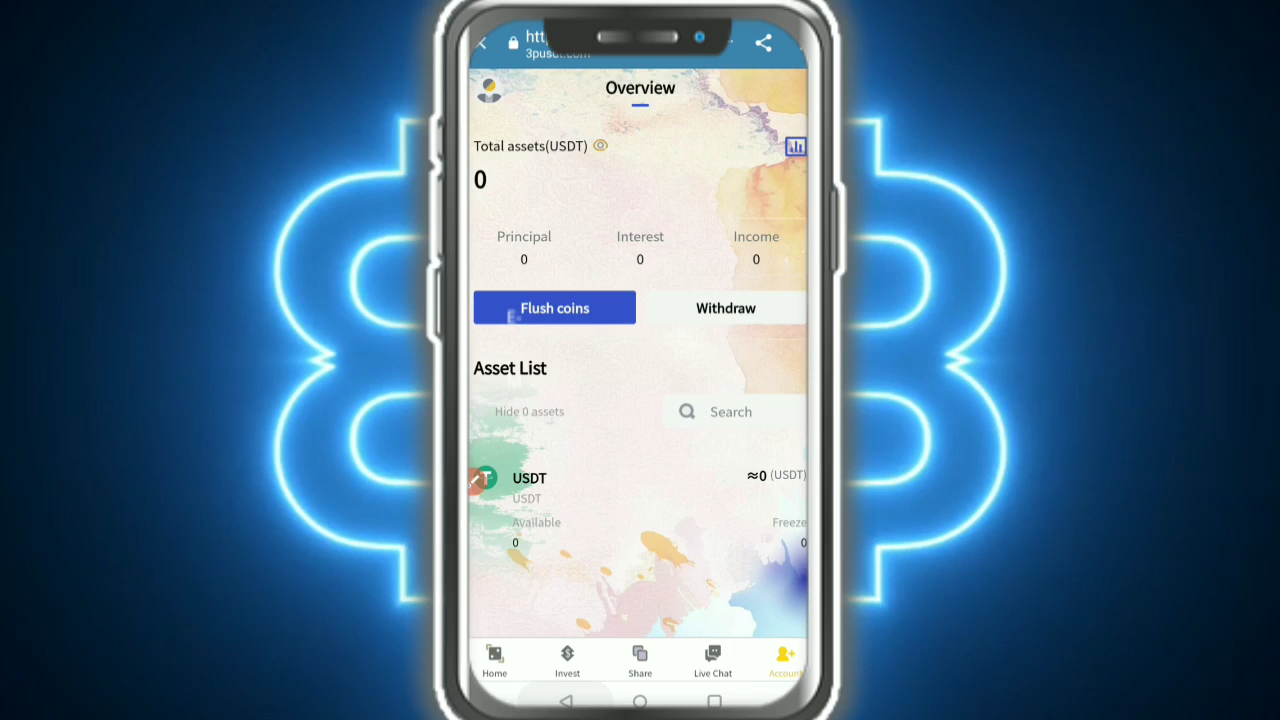 3pusdt.com
Overview
Total assets(USDT)
0
Principal Interest Income
0 0 0
Flush coins Withdraw
Asset List
Hide 0 assets Search
USDT ≈0 (USDT)
USDT
Available Freeze
0 0
Home Invest Share Live Chat Account